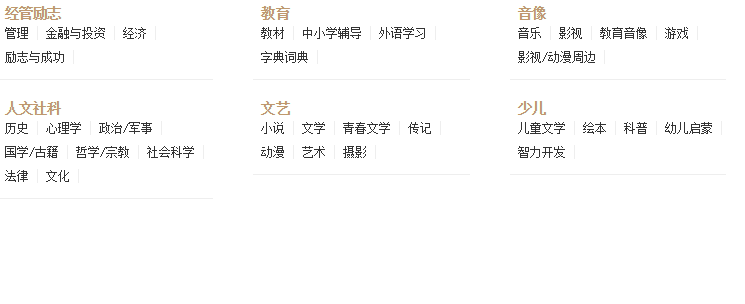 经管励志
管理 金融与投资 经济
励志与成功
教育
教材 中小学辅导 外语学习
字典词典
音像
音乐 影视 教育音像 游戏
影视/动漫周边
人文社科
历史 心理学 政治/军事
国学/古籍 哲学/宗教 社会科学
法律 文化
文艺
小说 文学 青春文学 传记
动漫 艺术 摄影
少儿
儿童文学 绘本 科普 幼儿启蒙
智力开发